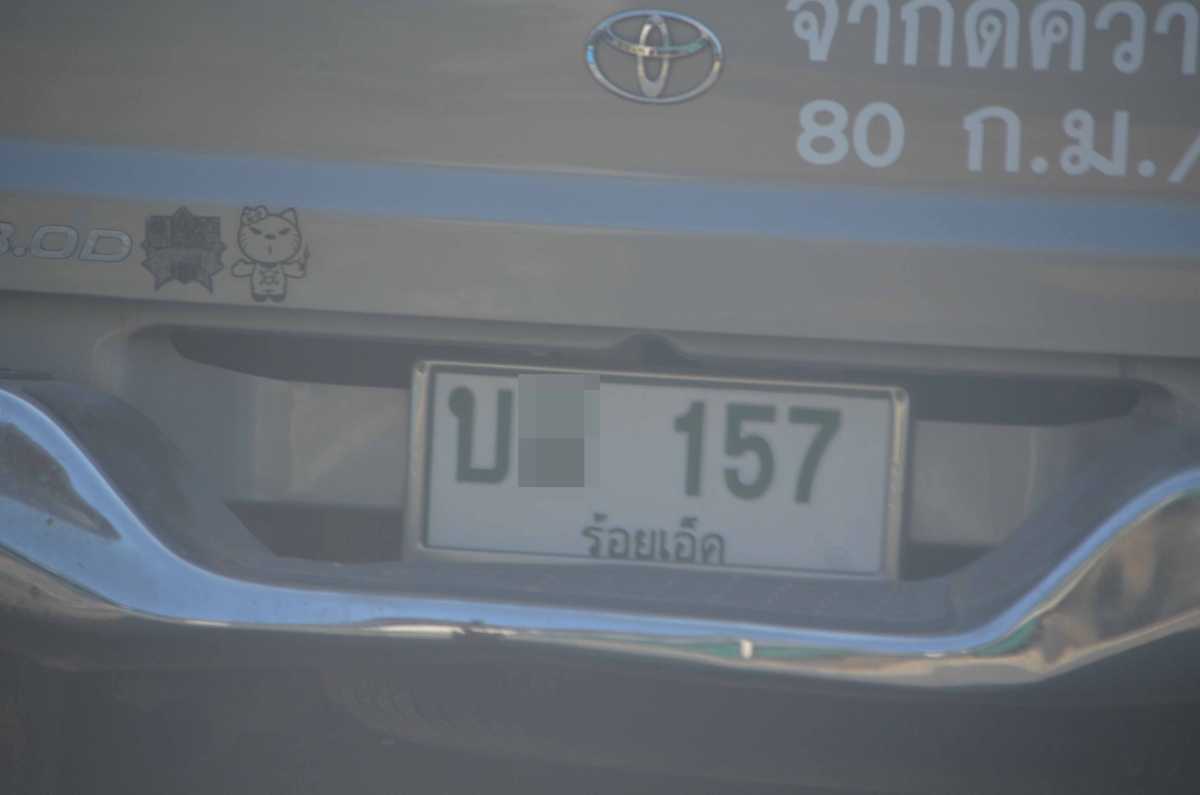 จำกัดควา
80 ก.ม./
3.0D
บ 157
ร้อยเอ็ด